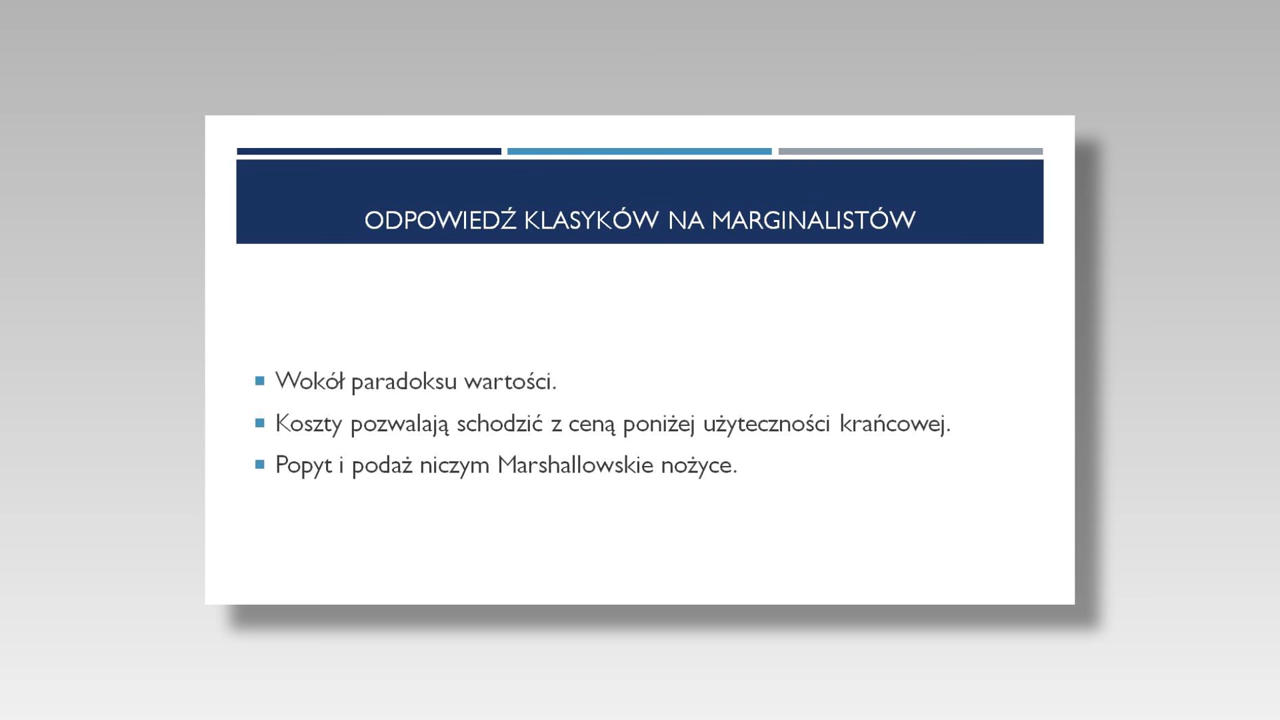 ODPOWIEDŹ KLASYKÓW NA MARGINALISTÓW
Wokół paradoksu wartości.
Koszty pozwalają schodzić z ceną poniżej użyteczności krańcowej.
Popyt i podaż niczym Marshallowskie nożyce.